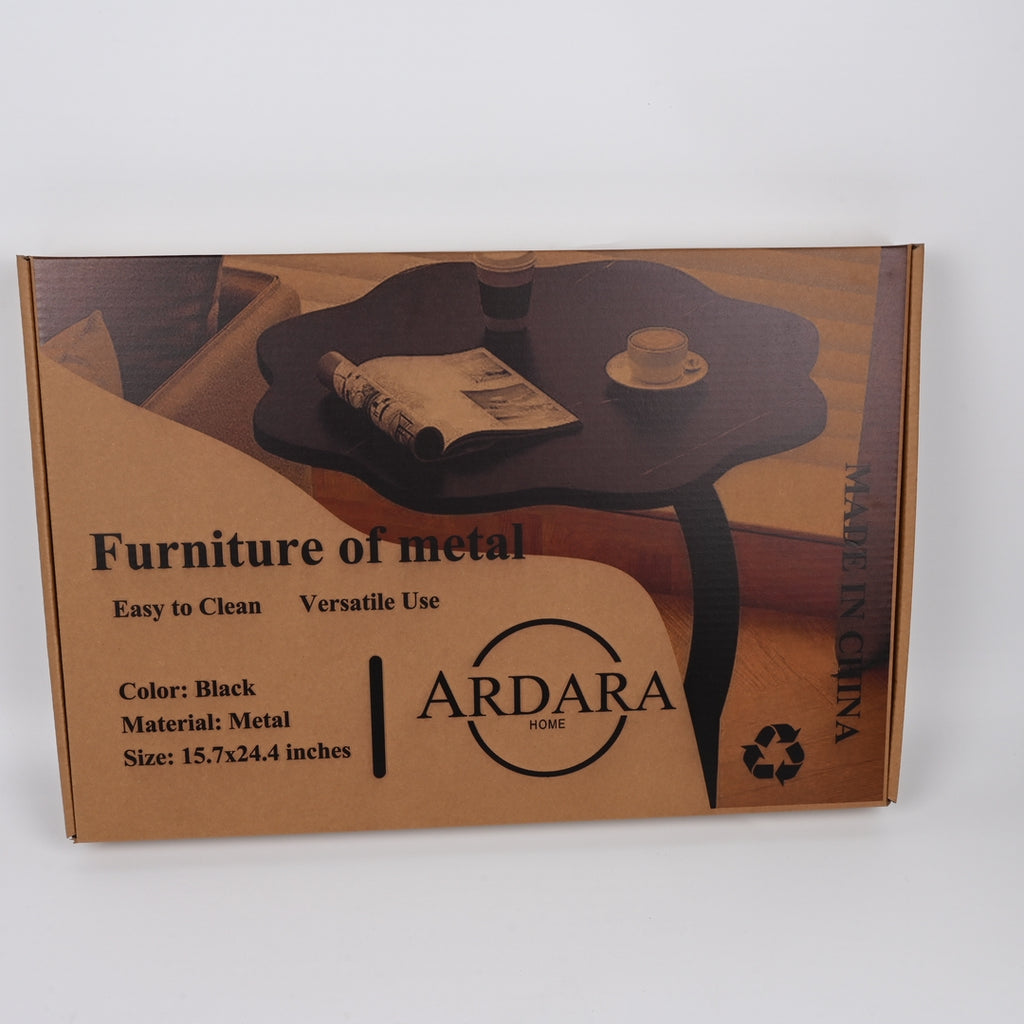 Furniture of metal
Easy to Clean Versatile Use
Color: Black
Material: Metal
Size: 15.7x24.4 inches
ARDARA
HOME
MADE IN CHINA